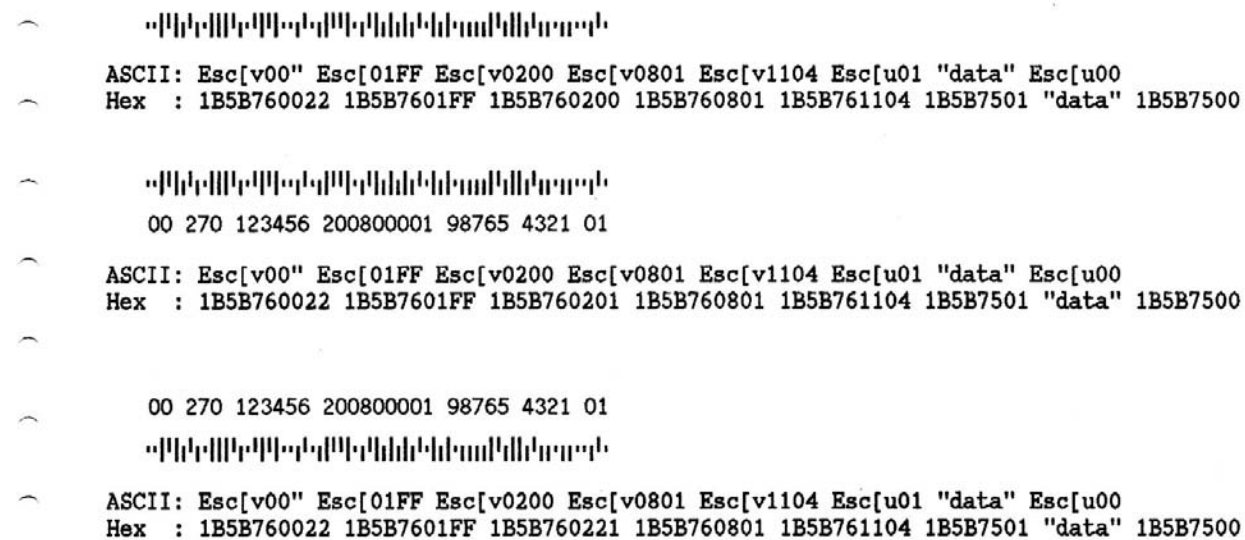 ASCII: Esc[v00" Esc[01FF Esc[v0200 Esc[v0801 Esc[v1104 Esc[u01 "data" Esc[u00
Hex : 1B5B760022 1B5B7601FF 1B5B760200 1B5B760801 1B5B761104 1B5B7501 "data" 1B5B7500
00 270 123456 200800001 98765 4321 01
ASCII: Esc[v00" Esc[01FF Esc[v0200 Esc[v0801 Esc[v1104 Esc[u01 "data" Esc[u00
Hex : 1B5B760022 1B5B7601FF 1B5B760201 1B5B760801 1B5B761104 1B5B7501 "data" 1B5B7500
00 270 123456 200800001 98765 4321 01
ASCII: Esc[v00" Esc[01FF Esc[v0200 Esc[v0801 Esc[v1104 Esc[u01 "data" Esc[u00
Hex : 1B5B760022 1B5B7601FF 1B5B760221 1B5B760801 1B5B761104 1B5B7501 "data" 1B5B7500